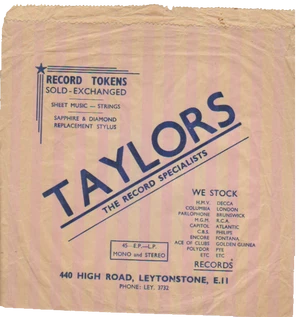 RECORD TOKENS
SOLD - EXCHANGED
SHEET MUSIC — STRINGS
SAPPHIRE & DIAMOND
REPLACEMENT STYLUS
TAYLORS
THE RECORD SPECIALISTS
WE STOCK
H.M.V. DECCA
COLUMBIA LONDON
PARLOPHONE BRUNSWICK
M.G.M. R.C.A.
CAPITOL ATLANTIC
C.B.S. PHILIPS
ENCORE FONTANA
ACE OF CLUBS GOLDEN GUINEA
POLYDOR PYE
ETC ETC
RECORDS
45—E.P.—L.P.
MONO and STEREO
440 HIGH ROAD, LEYTONSTONE, E.11
PHONE: LEY. 3732